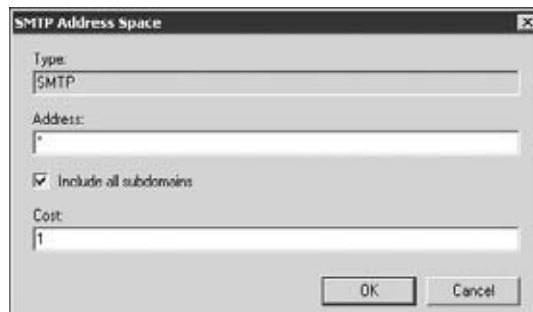 SMTP Address Space
Type:
SMTP
Address:
*
Include all subdomains
Cost:
1
OK Cancel